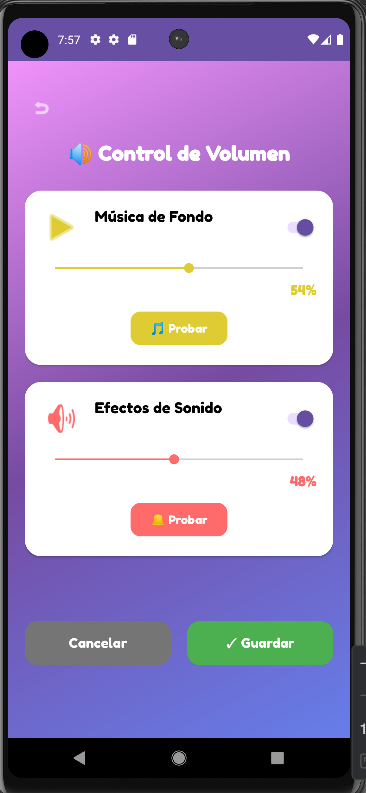 7:57
🔊 Control de Volumen
Música de Fondo
54%
🎵 Probar
Efectos de Sonido
48%
🔔 Probar
Cancelar
✓ Guardar